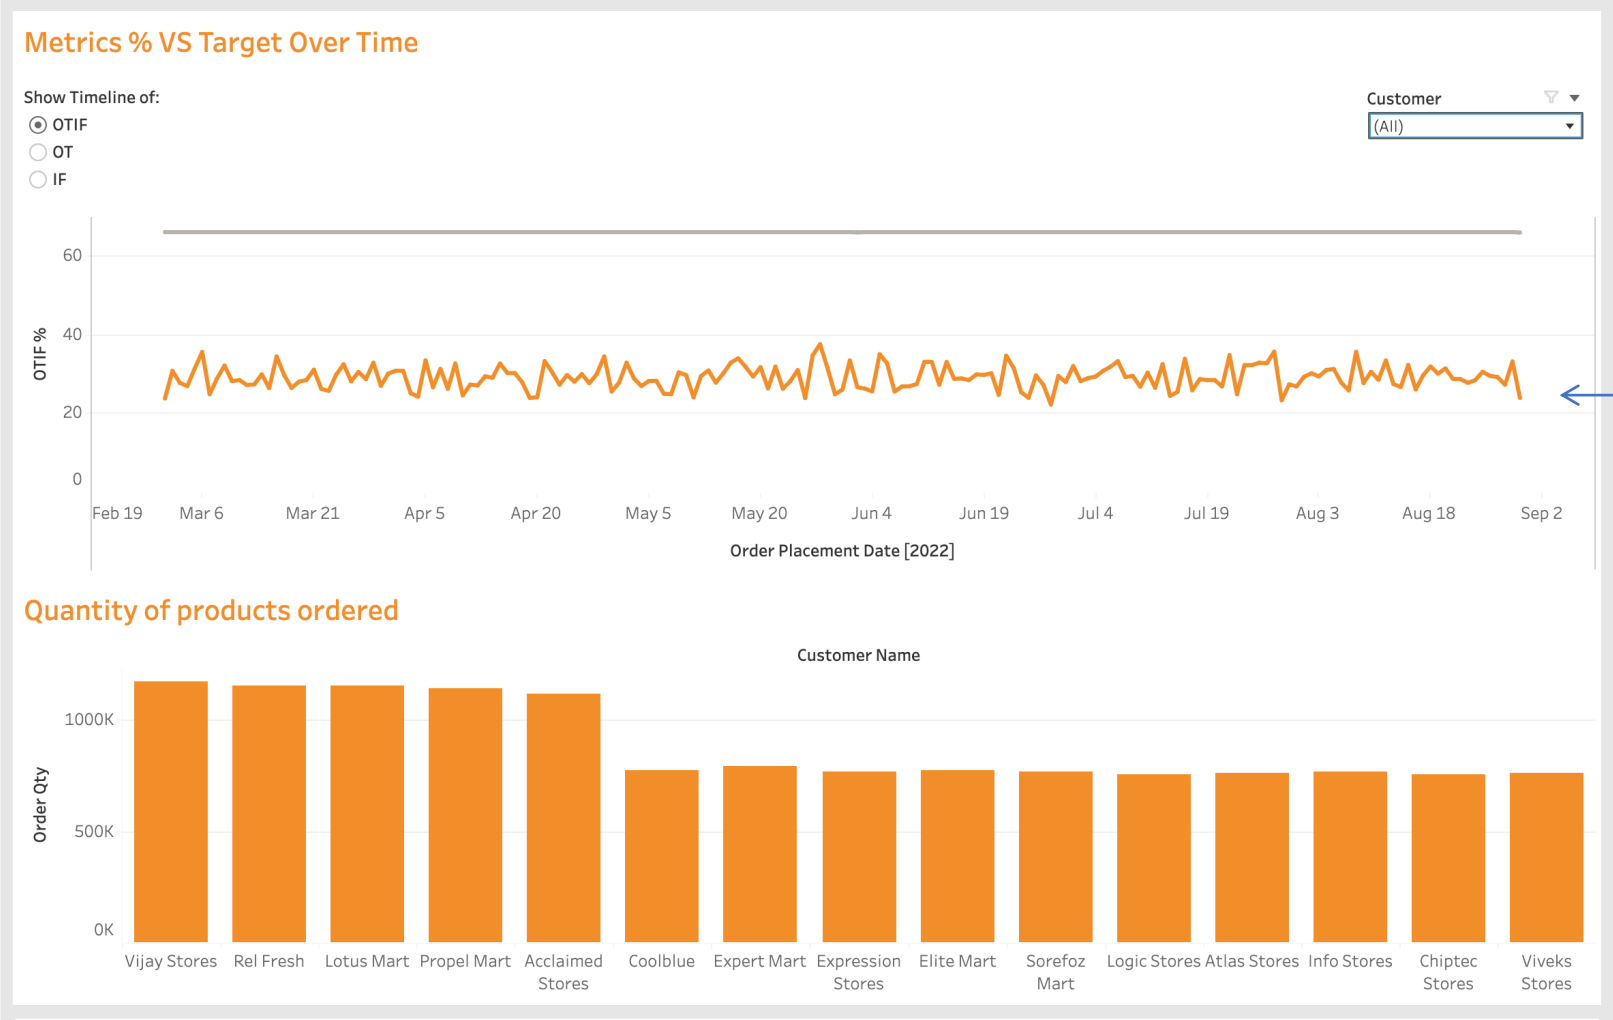 Metrics % VS Target Over Time
Show Timeline of:
OTIF
OT
IF
Customer
(All)
OTIF %
60
40
20
0
Feb 19 Mar 6 Mar 21 Apr 5 Apr 20 May 5 May 20 Jun 4 Jun 19 Jul 4 Jul 19 Aug 3 Aug 18 Sep 2
Order Placement Date [2022]
Quantity of products ordered
Customer Name
Order Qty
1000K
500K
0K
Vijay Stores Rel Fresh Lotus Mart Propel Mart Acclaimed Stores Coolblue Expert Mart Expression Stores Elite Mart Sorefoz Mart Logic Stores Atlas Stores Info Stores Chiptec Stores Viveks Stores